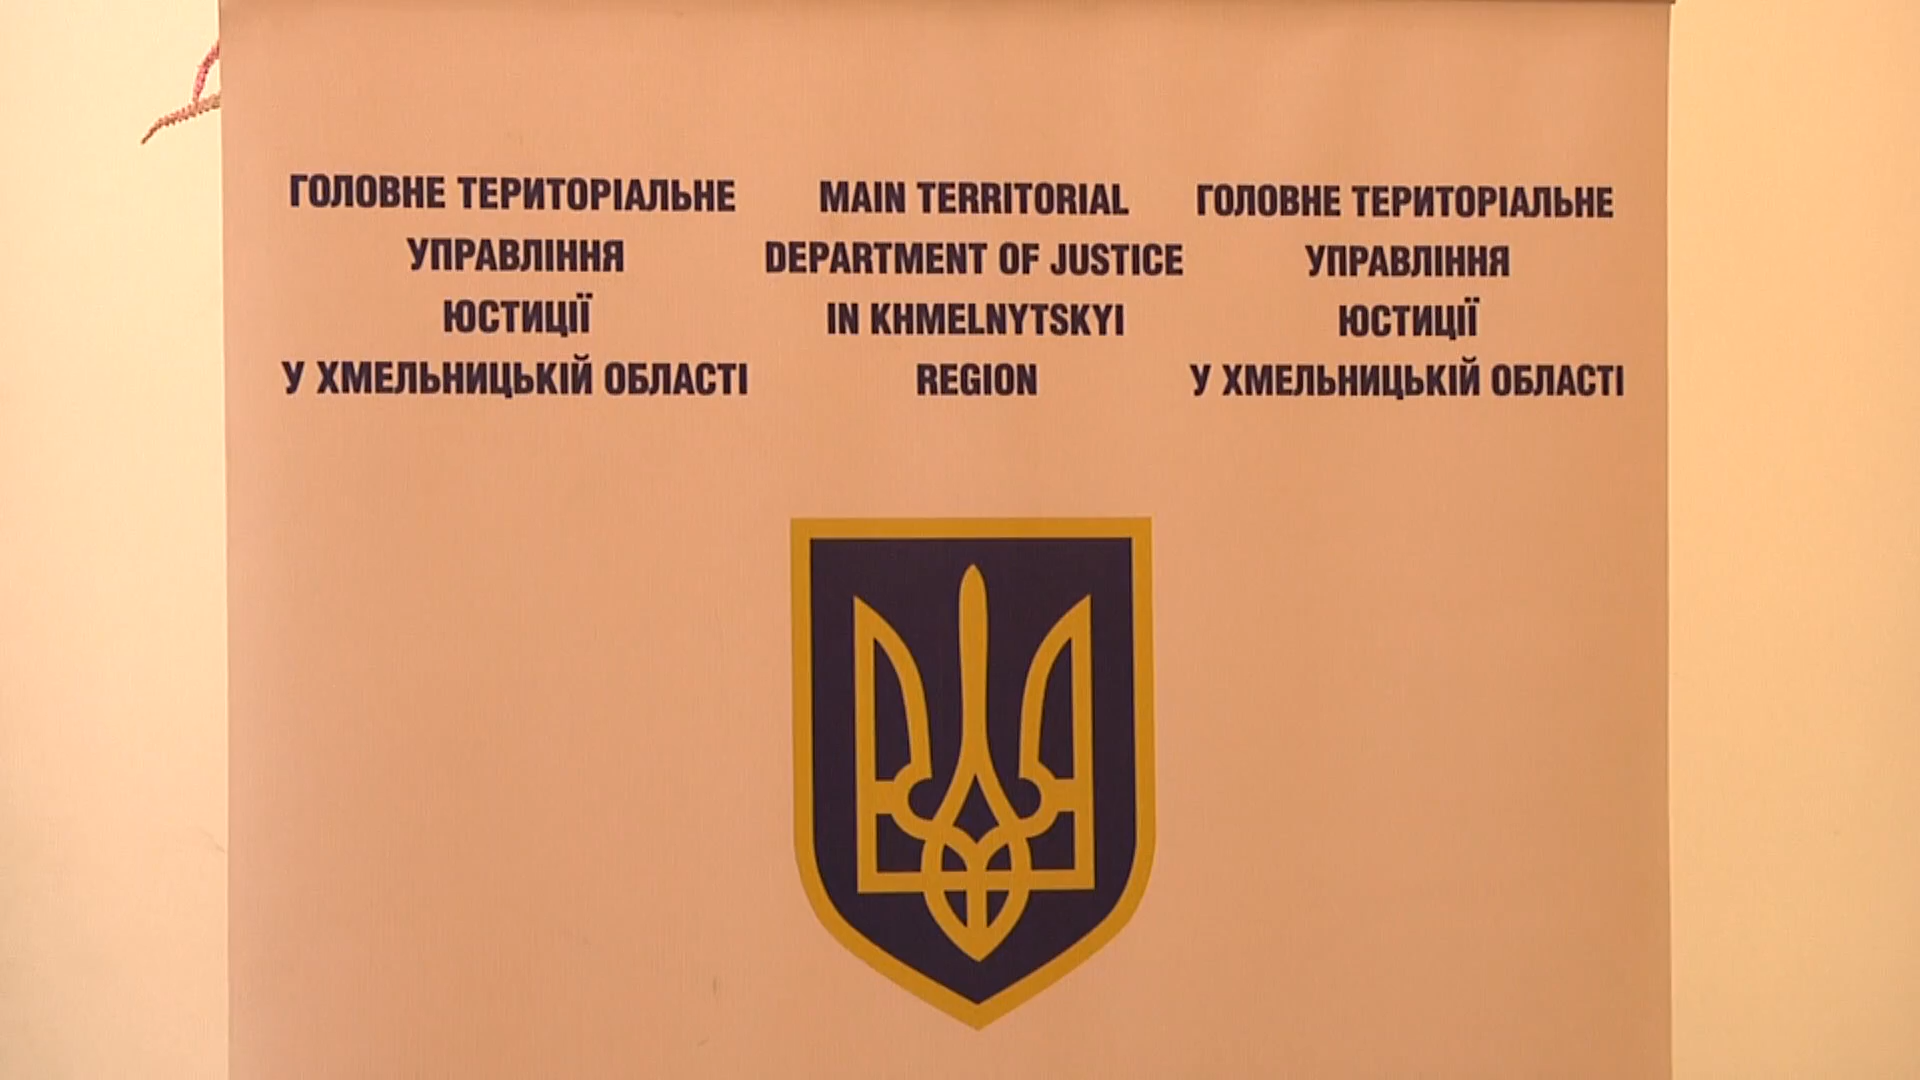 ГОЛОВНЕ ТЕРИТОРІАЛЬНЕ
УПРАВЛІННЯ
ЮСТИЦІЇ
У ХМЕЛЬНИЦЬКІЙ ОБЛАСТІ
MAIN TERRITORIAL
DEPARTMENT OF JUSTICE
IN KHMELNYTSKYI
REGION
ГОЛОВНЕ ТЕРИТОРІАЛЬНЕ
УПРАВЛІННЯ
ЮСТИЦІЇ
У ХМЕЛЬНИЦЬКІЙ ОБЛАСТІ